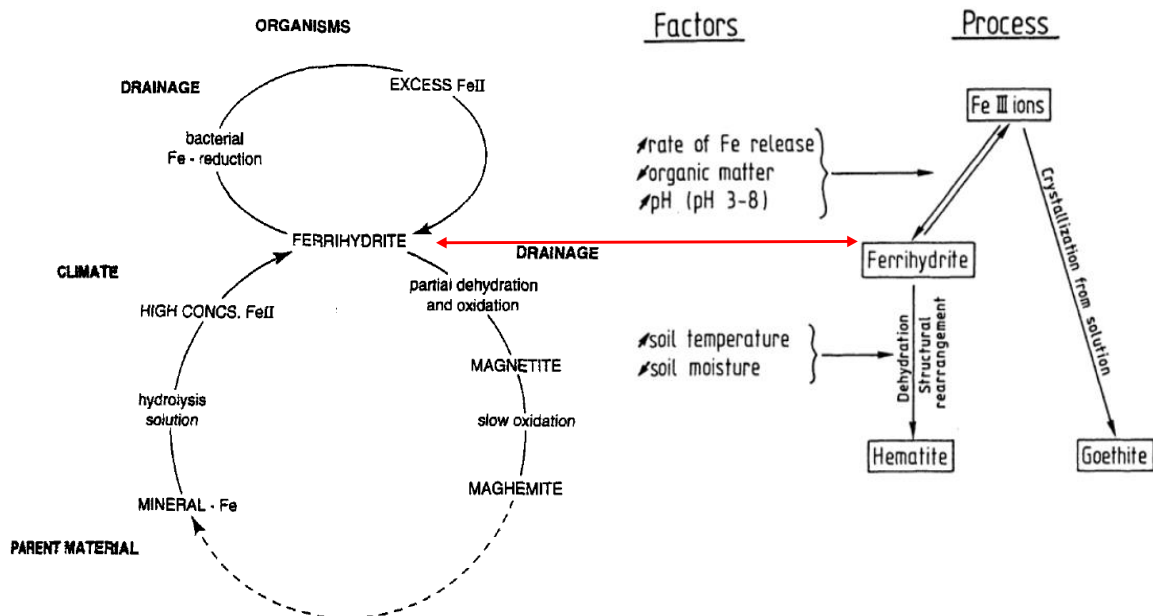 ORGANISMS
DRAINAGE
EXCESS FeII
bacterial
Fe - reduction
FERRIHYDRITE
DRAINAGE
CLIMATE
partial dehydration
and oxidation
HIGH CONCS. FeII
MAGNETITE
hydrolysis
solution
slow oxidation
MAGHEMITE
MINERAL - Fe
PARENT MATERIAL
Factors
Process
Fe III ions
rate of Fe release
organic matter
pH (pH 3-8)
Crystallization from solution
Ferrihydrite
soil temperature
soil moisture
Dehydration
Structural
rearrangement
Hematite
Goethite